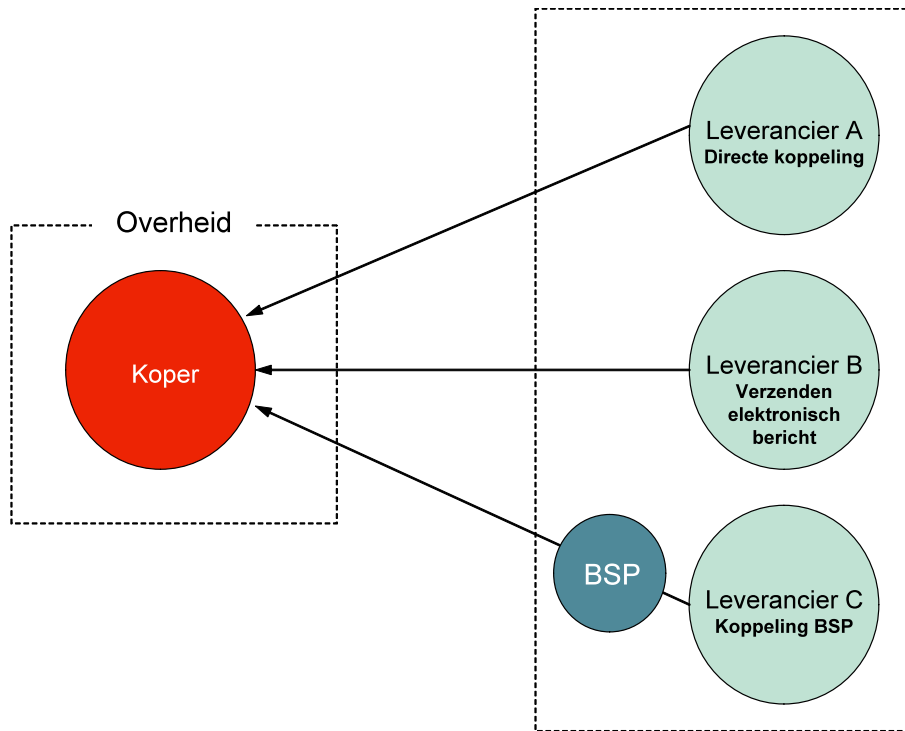 Overheid
Koper
Leverancier A
Directe koppeling
Leverancier B
Verzenden
elektronisch
bericht
BSP
Leverancier C
Koppeling BSP